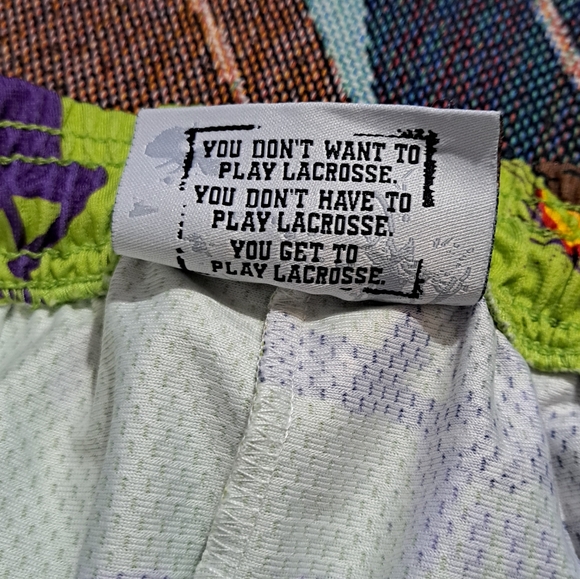 YOU DON'T WANT TO
PLAY LACROSSE.
YOU DON'T HAVE TO
PLAY LACROSSE.
YOU GET TO
PLAY LACROSSE.